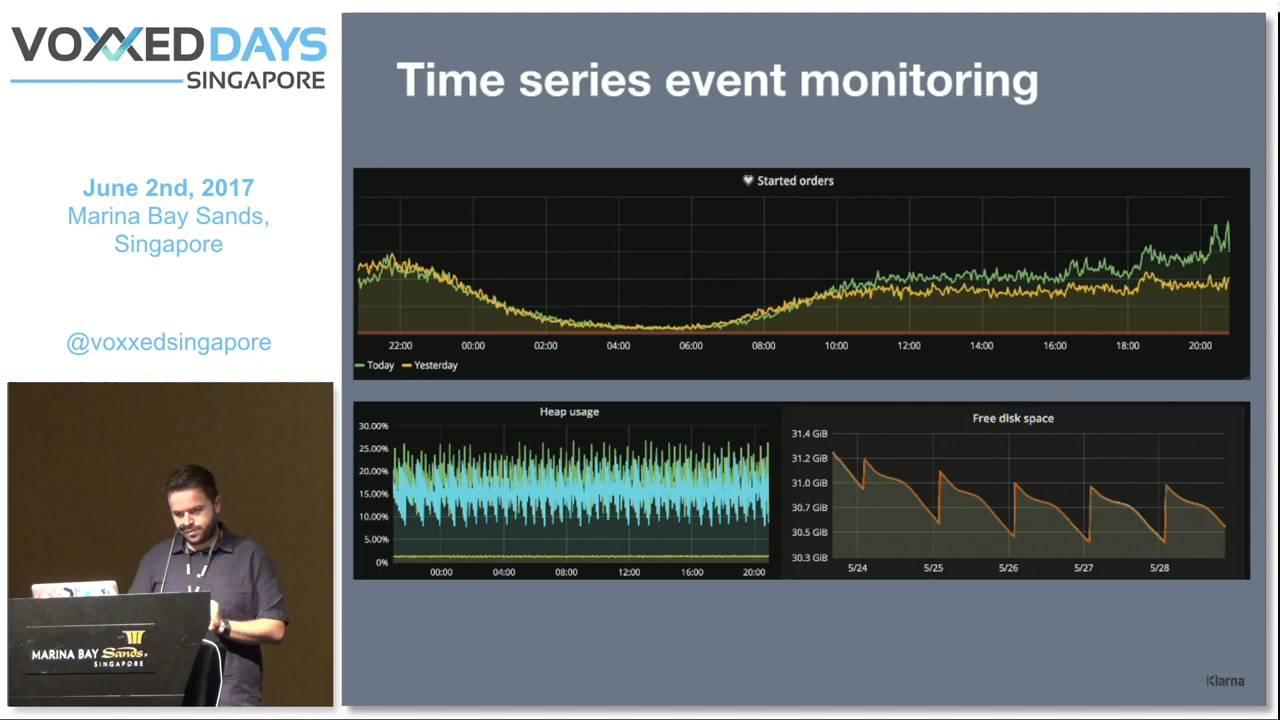 VOXXED DAYS
SINGAPORE
June 2nd, 2017
Marina Bay Sands,
Singapore
@voxxedsingapore
MARINA BAY Sands.
SINGAPORE
Time series event monitoring
Started orders
22:00 00:00 02:00 04:00 06:00 08:00 10:00 12:00 14:00 16:00 18:00 20:00
Today Yesterday
Heap usage
30.00%
25.00%
20.00%
15.00%
10.00%
5.00%
0%
00:00 04:00 08:00 12:00 16:00 20:00
Free disk space
31.4 GiB
31.2 GiB
31.0 GiB
30.7 GiB
30.5 GiB
30.3 GiB
5/24 5/25 5/26 5/27 5/28
Klarna